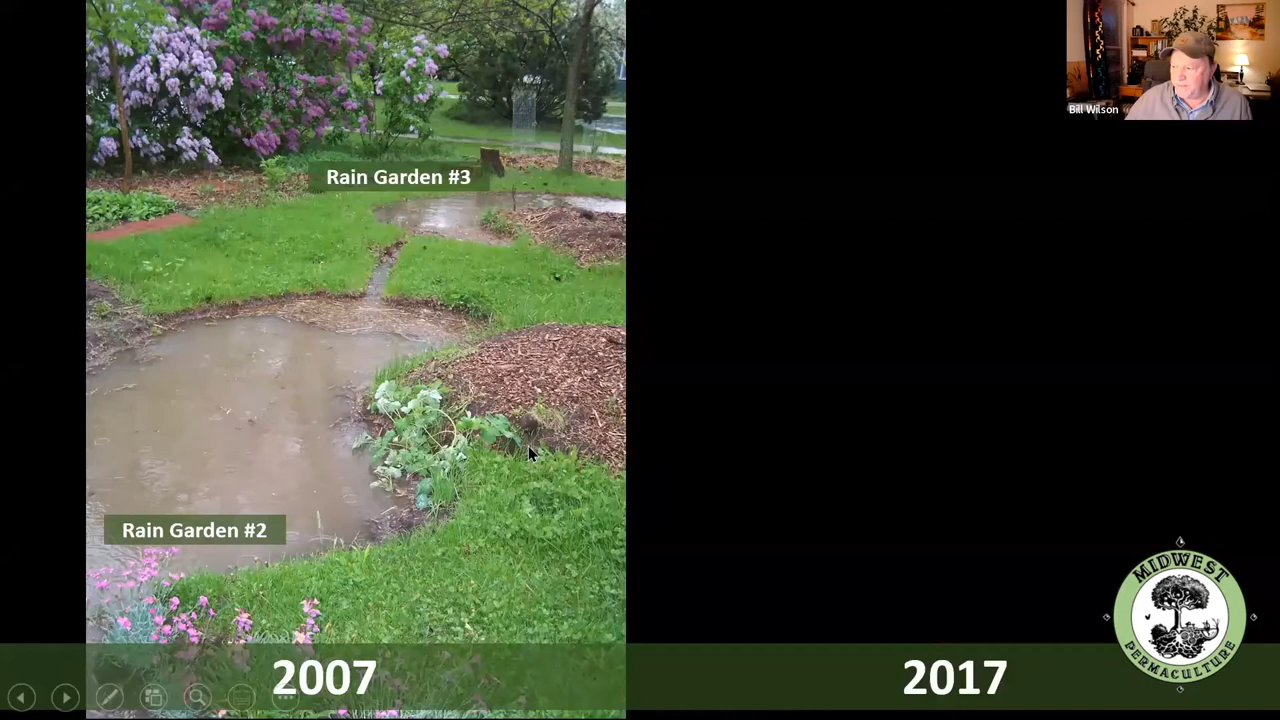 Bill Wilson
Rain Garden #3
Rain Garden #2
MIDWEST
PERMACULTURE
2007
2017